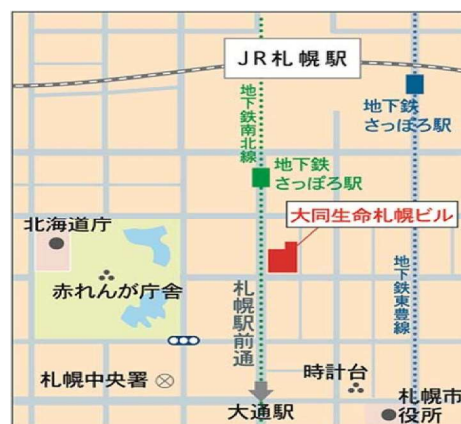 JR札幌駅
地下鉄南北線
地下鉄
さっぽろ駅
地下鉄
さっぽろ駅
大同生命札幌ビル
北海道庁
赤れんが庁舎
札幌駅前通
地下鉄東豊線
札幌中央署
時計台
大通駅
札幌市
役所